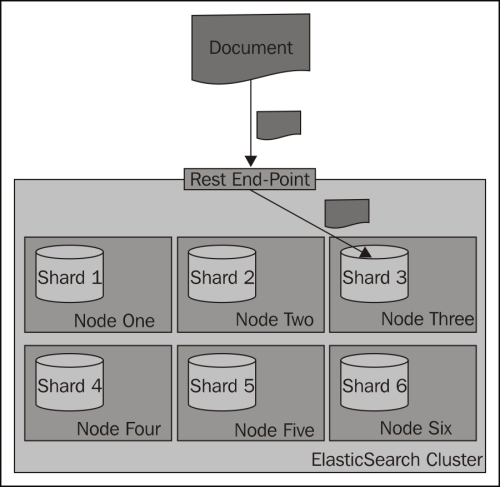 Document
Rest End-Point
Shard 1
Node One
Shard 2
Node Two
Shard 3
Node Three
Shard 4
Node Four
Shard 5
Node Five
Shard 6
Node Six
ElasticSearch Cluster